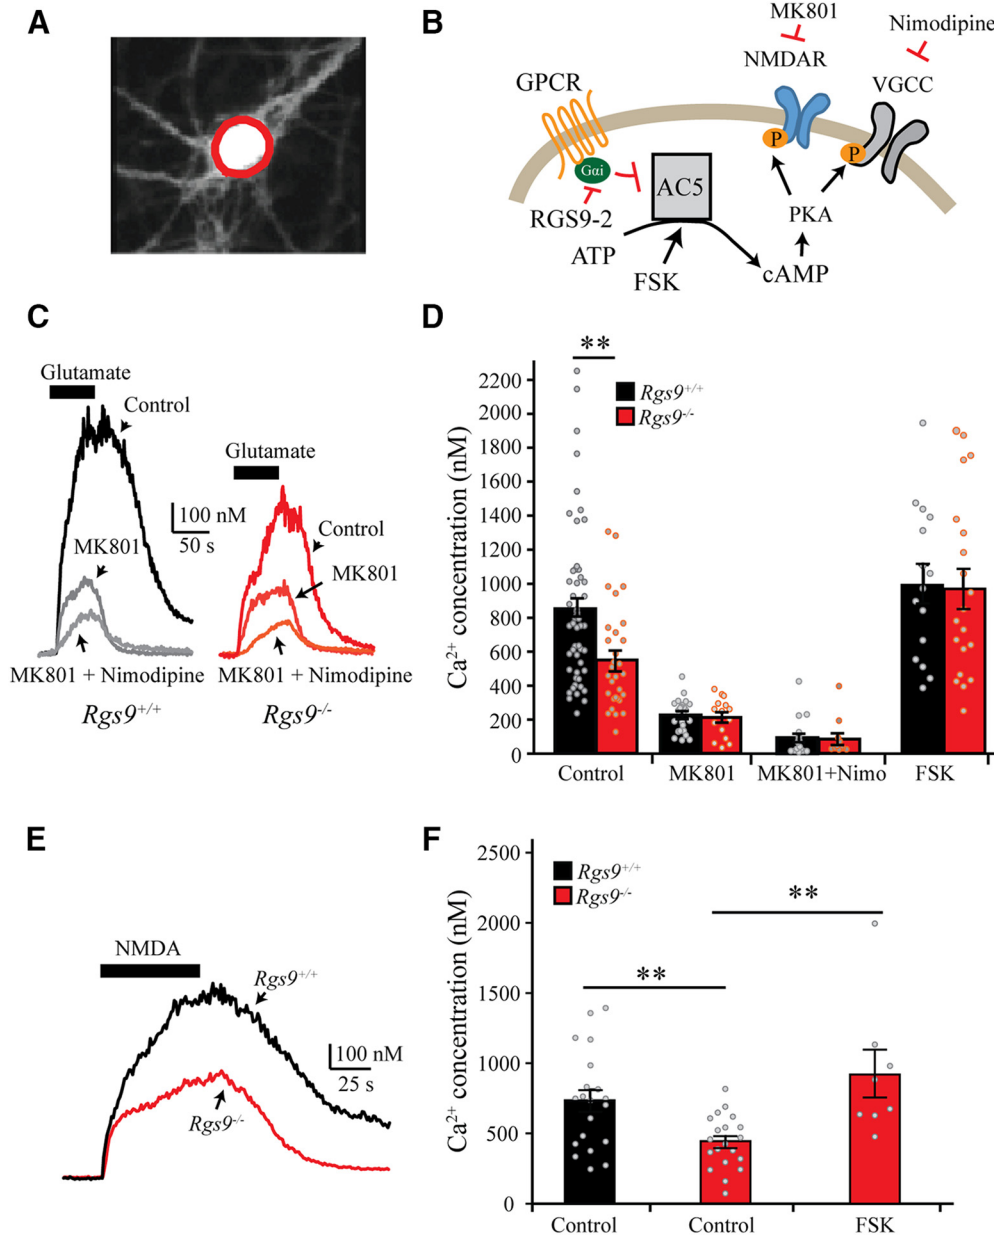 A
B
MK801
Nimodipine
NMDAR
VGCC
GPCR
P
P
Gαi
AC5
RGS9-2
PKA
ATP
FSK
cAMP
C
Glutamate
Control
100 nM
50 s
MK801
MK801 + Nimodipine
Rgs9+/+
Glutamate
Control
MK801
MK801 + Nimodipine
Rgs9-/-
D
**
Rgs9+/+
Rgs9-/-
Ca2+ concentration (nM)
2200
2000
1800
1600
1400
1200
1000
800
600
400
200
0
Control
MK801
MK801+Nimo
FSK
E
NMDA
Rgs9+/+
100 nM
25 s
Rgs9-/-
F
Rgs9+/+
Rgs9-/-
**
**
Ca2+ concentration (nM)
2500
2000
1500
1000
500
0
Control
Control
FSK